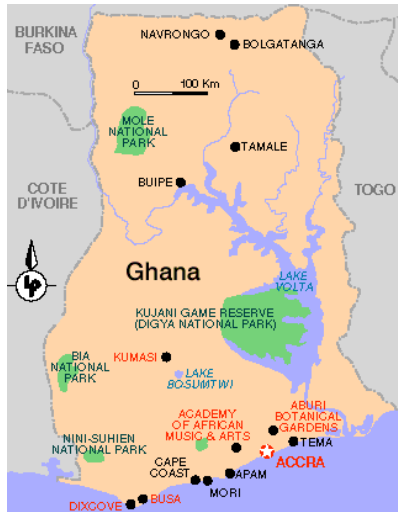 BURKINA
FASO
NAVRONGO
BOLGATANGA
0 100 Km
MOLE
NATIONAL
PARK
TAMALE
BUIPE
COTE
D'IVOIRE
TOGO
Ghana
LAKE
VOLTA
LP
KUJANI GAME RESERVE
(DIGYA NATIONAL PARK)
KUMASI
BIA
NATIONAL
PARK
LAKE
BOSUMTWI
ACADEMY
OF AFRICAN
MUSIC & ARTS
ABURI
BOTANICAL
GARDENS
NINI-SUHIEN
NATIONAL PARK
TEMA
ACCRA
CAPE
COAST
APAM
MORI
BUSA
DIXCOVE